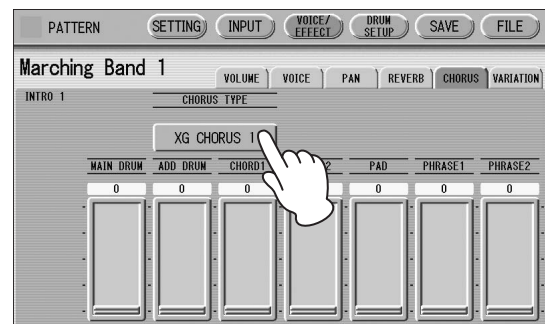 PATTERN SETTING INPUT VOICE/ EFFECT DRUM SETUP SAVE FILE
Marching Band 1
VOLUME VOICE PAN REVERB CHORUS VARIATION
INTRO 1 CHORUS TYPE
XG CHORUS 1
MAIN DRUM ADD DRUM CHORD1 2 PAD PHRASE1 PHRASE2
0 0 0 0 0 0